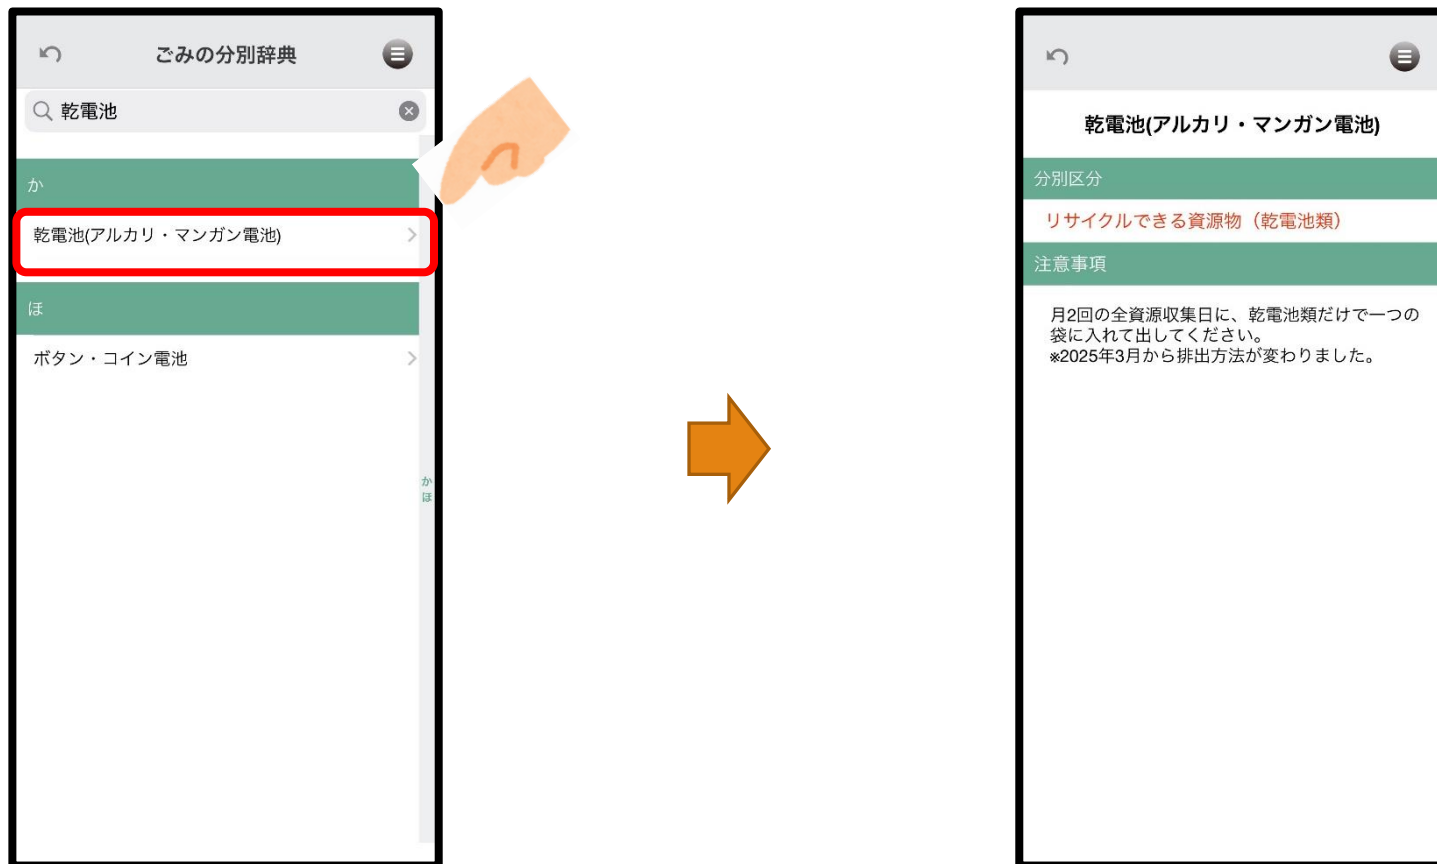 ごみの分別辞典
乾電池
か
乾電池(アルカリ・マンガン電池)
ほ
ボタン・コイン電池
か
ほ
乾電池(アルカリ・マンガン電池)
分別区分
リサイクルできる資源物（乾電池類）
注意事項
月2回の全資源収集日に、乾電池類だけで一つの
袋に入れて出してください。
※2025年3月から排出方法が変わりました。